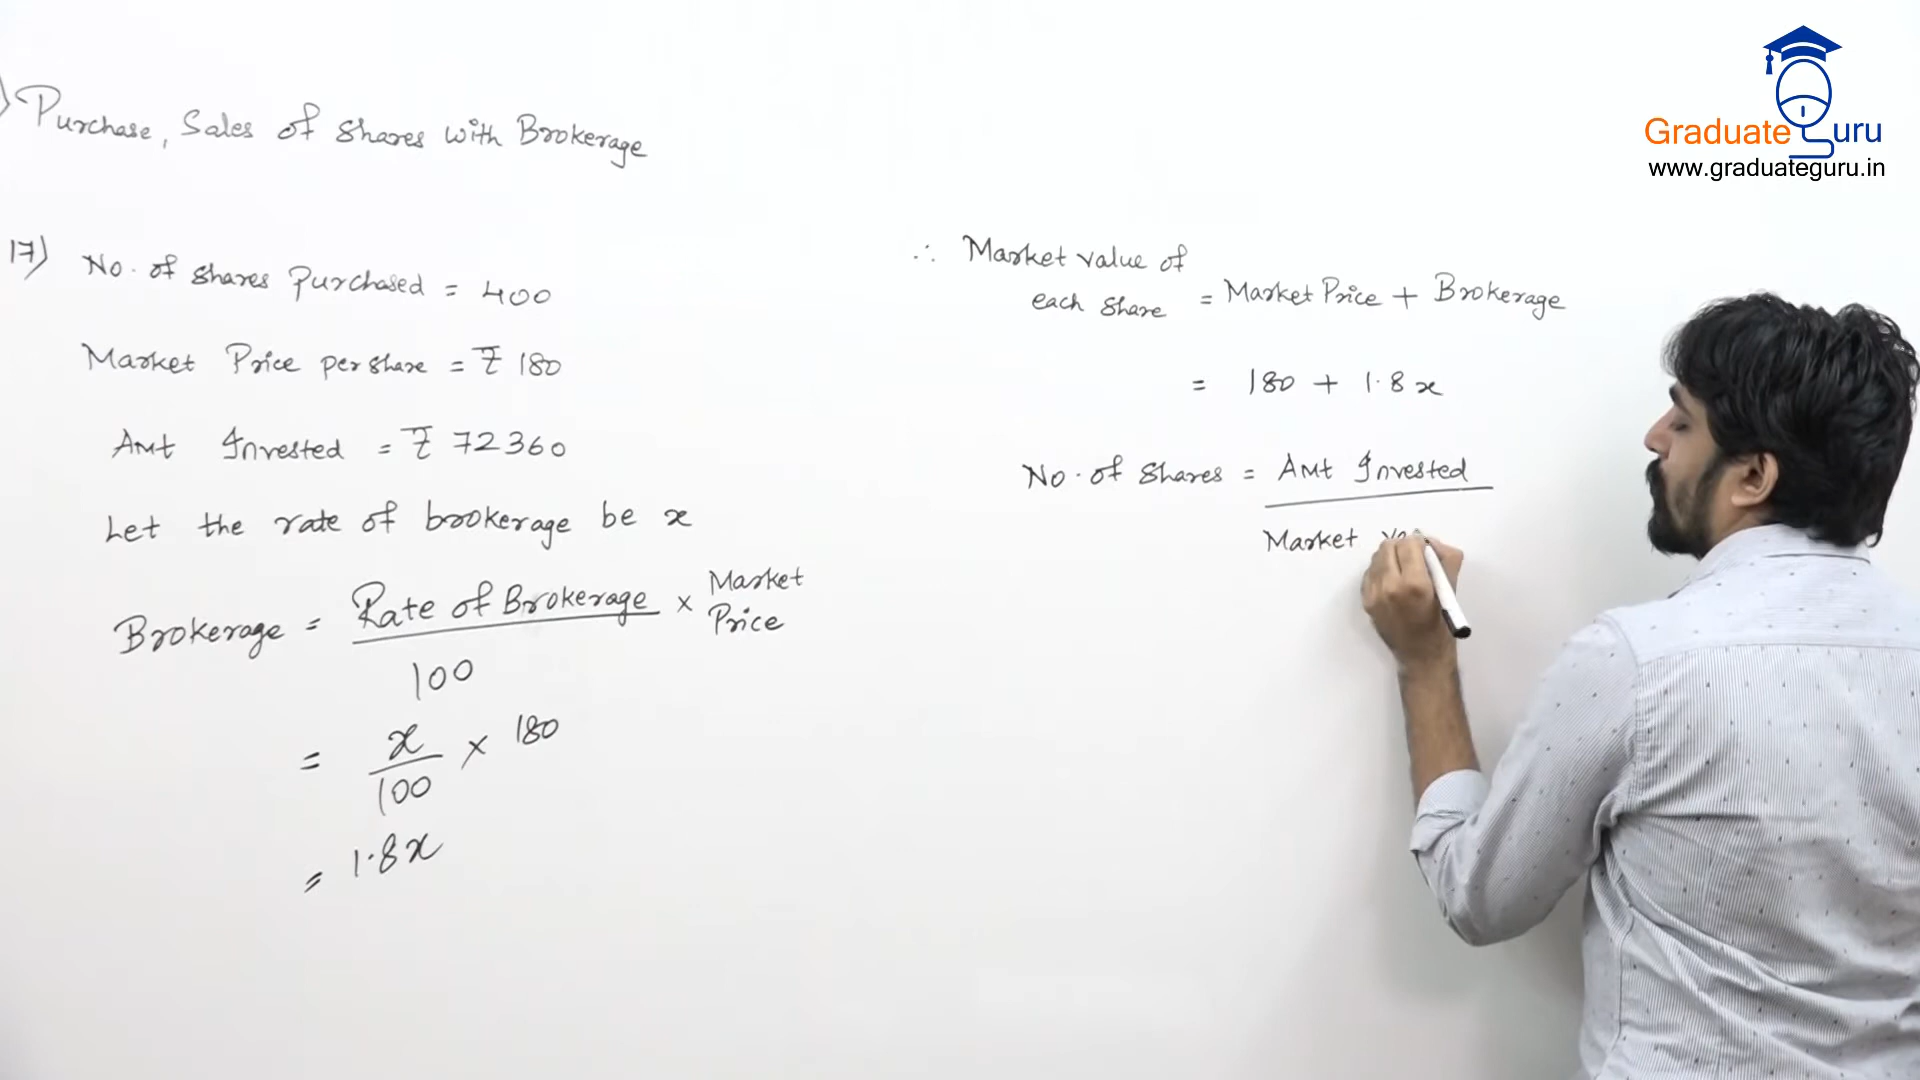 Purchase, Sales of Shares with Brokerage
17)
No. of Shares Purchased = 400
Market Price per share = ₹ 180
Amt Invested = ₹ 72360
Let the rate of brokerage be x
Brokerage = Rate of Brokerage × Market Price
100
= x/100 × 180
= 1.8x
∴ Market value of
each share = Market Price + Brokerage
= 180 + 1.8x
No. of Shares = Amt Invested
Market
Graduate Guru
www.graduateguru.in